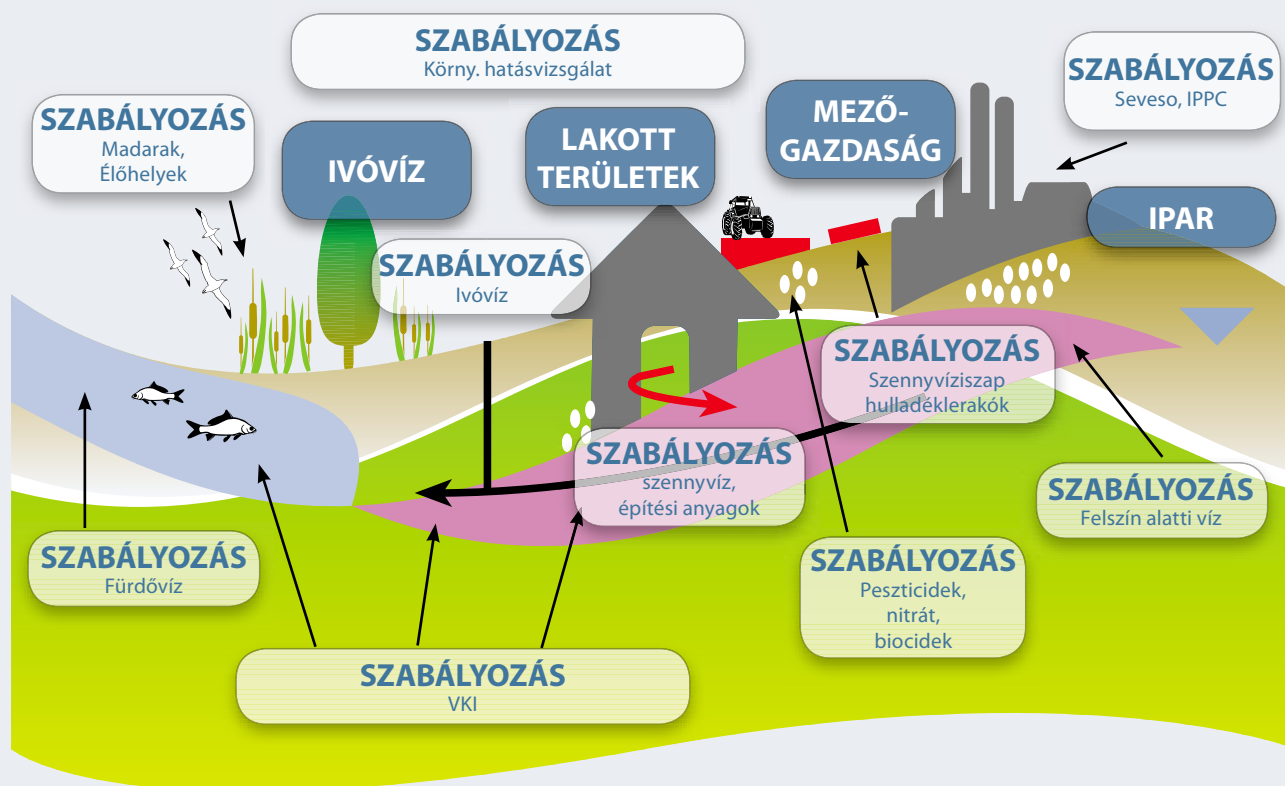 SZABÁLYOZÁS
Körny. hatásvizsgálat
SZABÁLYOZÁS
Seveso, IPPC
SZABÁLYOZÁS
Madarak,
Élőhelyek
IVÓVÍZ
LAKOTT
TERÜLETEK
MEZŐ-
GAZDASÁG
IPAR
SZABÁLYOZÁS
Ivóvíz
SZABÁLYOZÁS
Szennyvíziszap
hulladéklerakók
SZABÁLYOZÁS
szennyvíz,
építési anyagok
SZABÁLYOZÁS
Felszín alatti víz
SZABÁLYOZÁS
Fürdővíz
SZABÁLYOZÁS
Peszticidek,
nitrát,
biocidek
SZABÁLYOZÁS
VKI